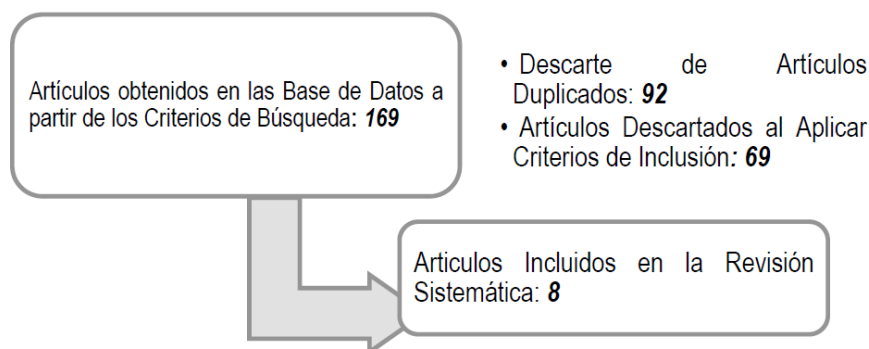 Artículos obtenidos en las Base de Datos a
partir de los Criterios de Búsqueda: 169
• Descarte de Artículos
Duplicados: 92
• Artículos Descartados al Aplicar
Criterios de Inclusión: 69
Articulos Incluidos en la Revisión
Sistemática: 8